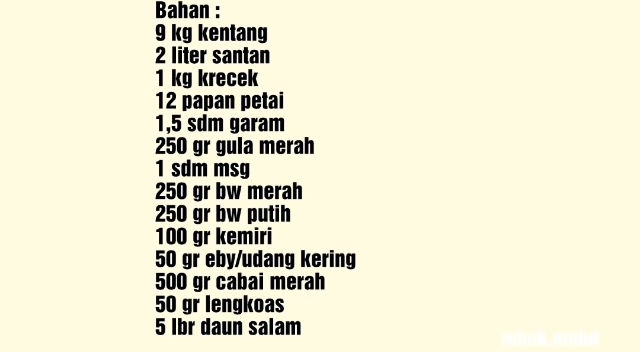 Bahan :
9 kg kentang
2 liter santan
1 kg krecek
12 papan petai
1,5 sdm garam
250 gr gula merah
1 sdm msg
250 gr bw merah
250 gr bw putih
100 gr kemiri
50 gr eby/udang kering
500 gr cabai merah
50 gr lengkoas
5 lbr daun salam